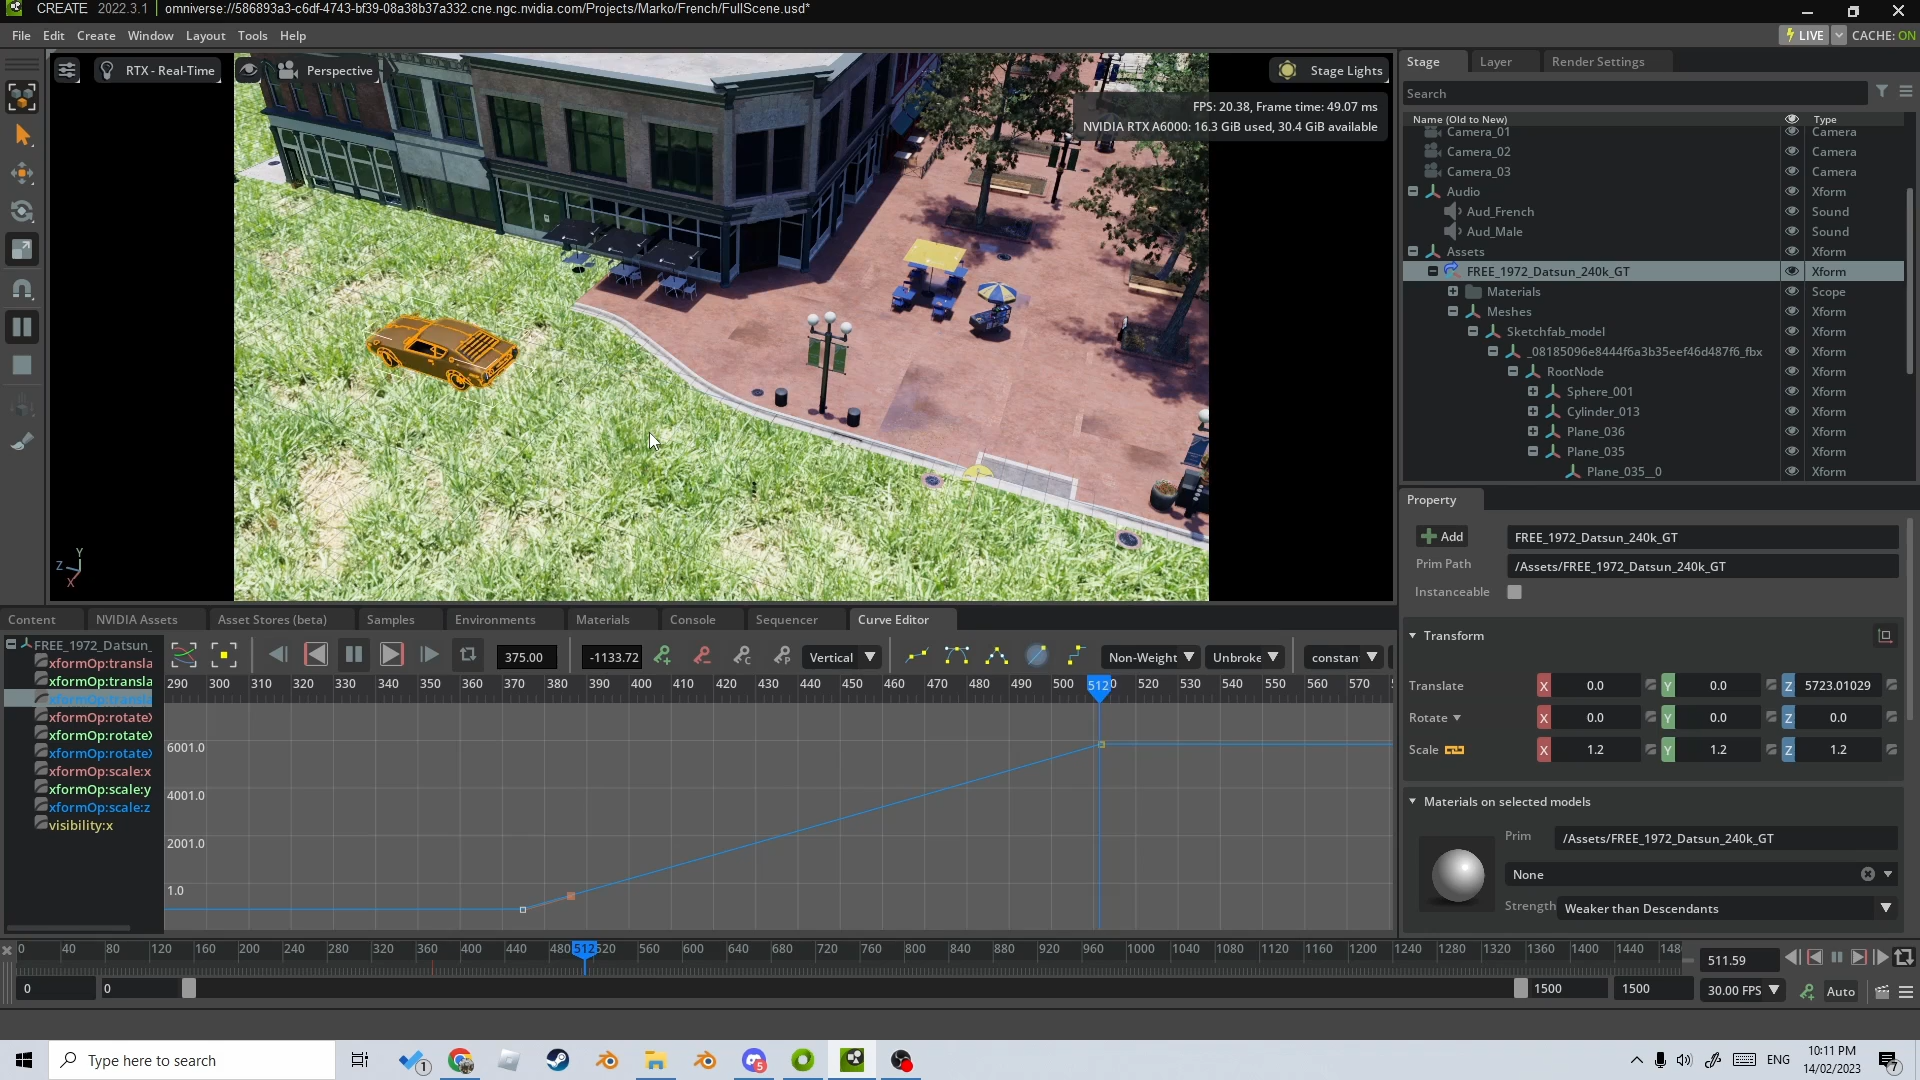 CREATE 2022.3.1 omniverse://586893a3-c6df-4743-bf39-08a38b37a332.cne.ngc.nvidia.com/Projects/Marko/French/FullScene.usd*
File Edit Create Window Layout Tools Help
LIVE CACHE: ON
RTX - Real-Time
Perspective
Stage Lights
FPS: 20.38, Frame time: 49.07 ms
NVIDIA RTX A6000: 16.3 GiB used, 30.4 GiB available
Z Y X
Stage Layer Render Settings
Search
Name (Old to New) Type
Camera_01 Camera
Camera_02 Camera
Camera_03 Camera
Audio Xform
Aud_French Sound
Aud_Male Sound
Assets Xform
FREE_1972_Datsun_240k_GT Xform
Materials Scope
Meshes Xform
Sketchfab_model Xform
_08185096e8444f6a3b35eef46d487f6_fbx Xform
RootNode Xform
Sphere_001 Xform
Cylinder_013 Xform
Plane_036 Xform
Plane_035 Xform
Plane_035__0 Xform
Property
Add FREE_1972_Datsun_240k_GT
Prim Path /Assets/FREE_1972_Datsun_240k_GT
Instanceable
Transform
Translate X 0.0 Y 0.0 Z 5723.01029
Rotate X 0.0 Y 0.0 Z 0.0
Scale X 1.2 Y 1.2 Z 1.2
Materials on selected models
Prim /Assets/FREE_1972_Datsun_240k_GT
None
Strength Weaker than Descendants
Content NVIDIA Assets Asset Stores (beta) Samples Environments Materials Console Sequencer Curve Editor
FREE_1972_Datsun_
xformOp:transla
xformOp:transla
xformOp:transla
xformOp:rotateX
xformOp:rotateX
xformOp:rotateX
xformOp:scale:x
xformOp:scale:y
xformOp:scale:z
visibility:x
375.00 -1133.72 Vertical Non-Weight Unbroke constan
290 300 310 320 330 340 350 360 370 380 390 400 410 420 430 440 450 460 470 480 490 500 512 520 530 540 550 560 570
6001.0
4001.0
2001.0
1.0
0 40 80 120 160 200 240 280 320 360 400 440 480 512 520 560 600 640 680 720 760 800 840 880 920 960 1000 1040 1080 1120 1160 1200 1240 1280 1320 1360 1400 1440 148
511.59
0 0 1500 1500 30.00 FPS Auto
Type here to search
1
5
ENG
10:11 PM
14/02/2023
7